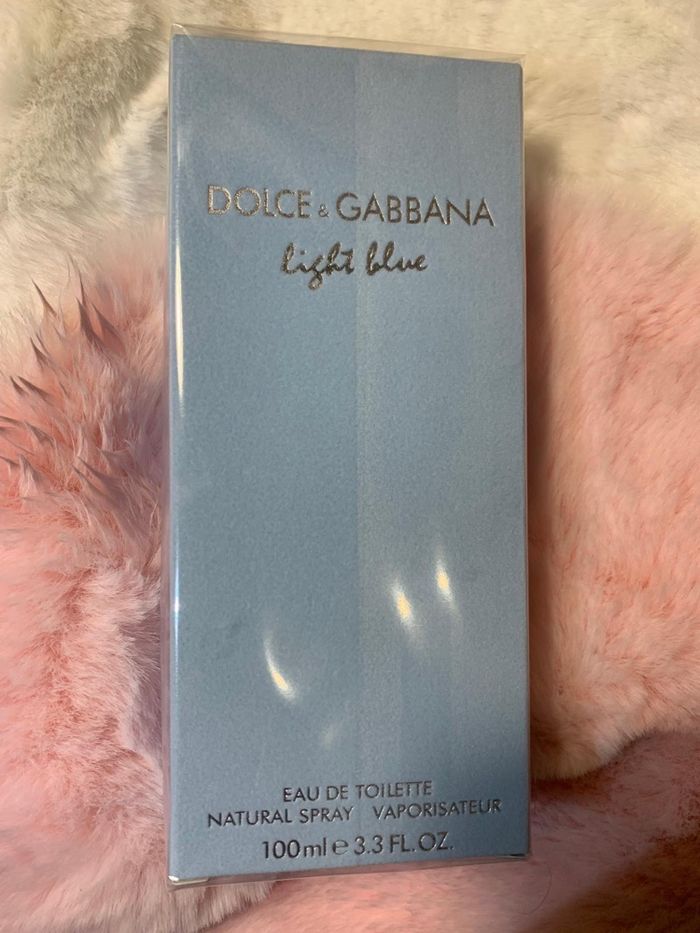 DOLCE & GABBANA
light blue
EAU DE TOILETTE
NATURAL SPRAY VAPORISATEUR
100ml e 3.3 FL.OZ.